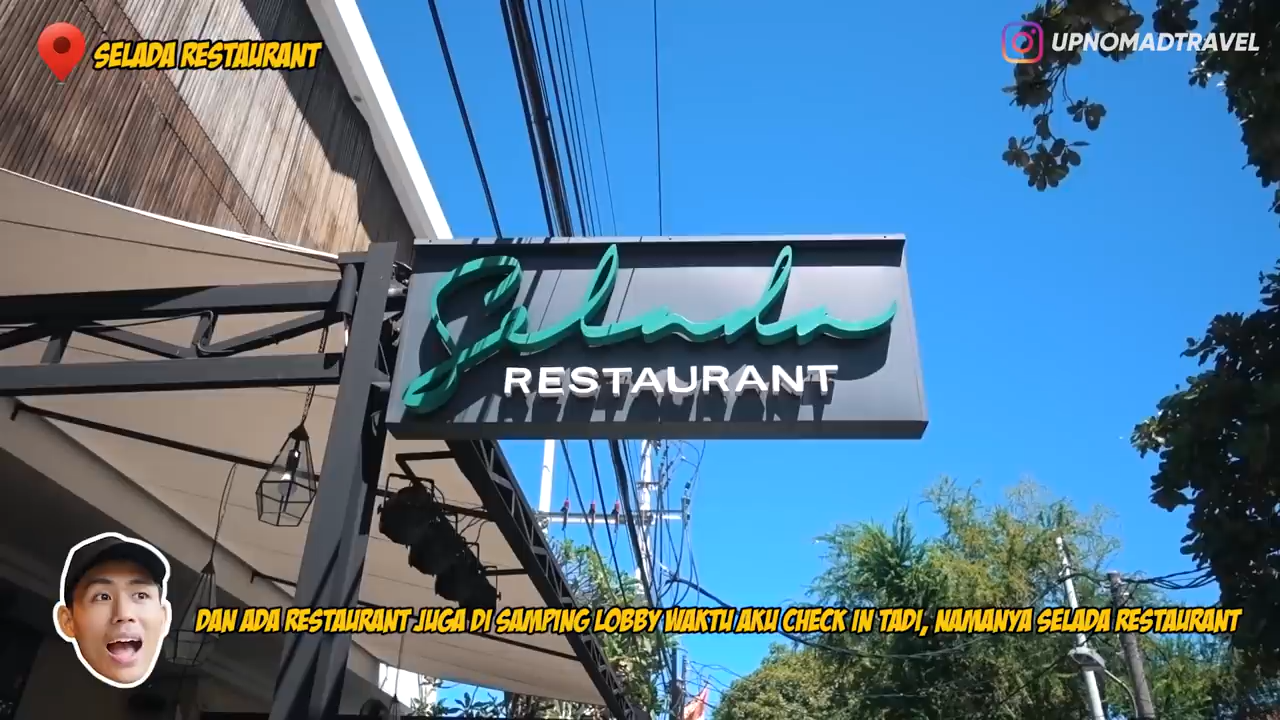 SELADA RESTAURANT
UPNOMADTRAVEL
Selada
RESTAURANT
DAN ADA RESTAURANT JUGA DI SAMPING LOBBY WAKTU AKU CHECK IN TADI, NAMANYA SELADA RESTAURANT